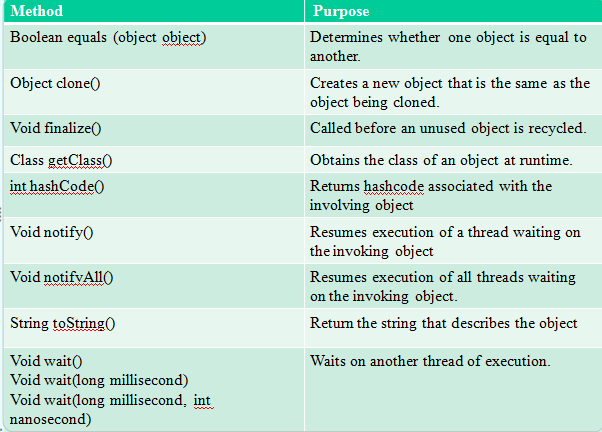 Method Purpose
Boolean equals (object object) Determines whether one object is equal to
another.
Object clone() Creates a new object that is the same as the
object being cloned.
Void finalize() Called before an unused object is recycled.
Class getClass() Obtains the class of an object at runtime.
int hashCode() Returns hashcode associated with the
involving object
Void notify() Resumes execution of a thread waiting on
the invoking object
Void notifyAll() Resumes execution of all threads waiting
on the invoking object.
String toString() Return the string that describes the object
Void wait() Waits on another thread of execution.
Void wait(long millisecond)
Void wait(long millisecond, int
nanosecond)